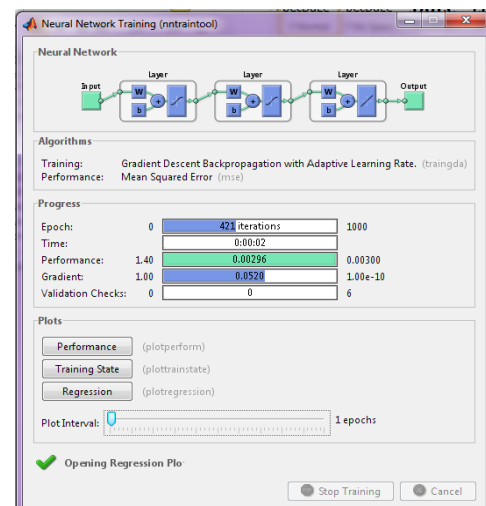 Neural Network Training (nntraintool)
Neural Network
Layer Layer Layer
Input W W W Output
b b b
Algorithms
Training: Gradient Descent Backpropagation with Adaptive Learning Rate. (traingda)
Performance: Mean Squared Error (mse)
Progress
Epoch: 0 421 iterations 1000
Time: 0:00:02
Performance: 1.40 0.00296 0.00300
Gradient: 1.00 0.0520 1.00e-10
Validation Checks: 0 0 6
Plots
Performance (plotperform)
Training State (plottrainstate)
Regression (plotregression)
Plot Interval: 1 epochs
Opening Regression Plo
Stop Training Cancel